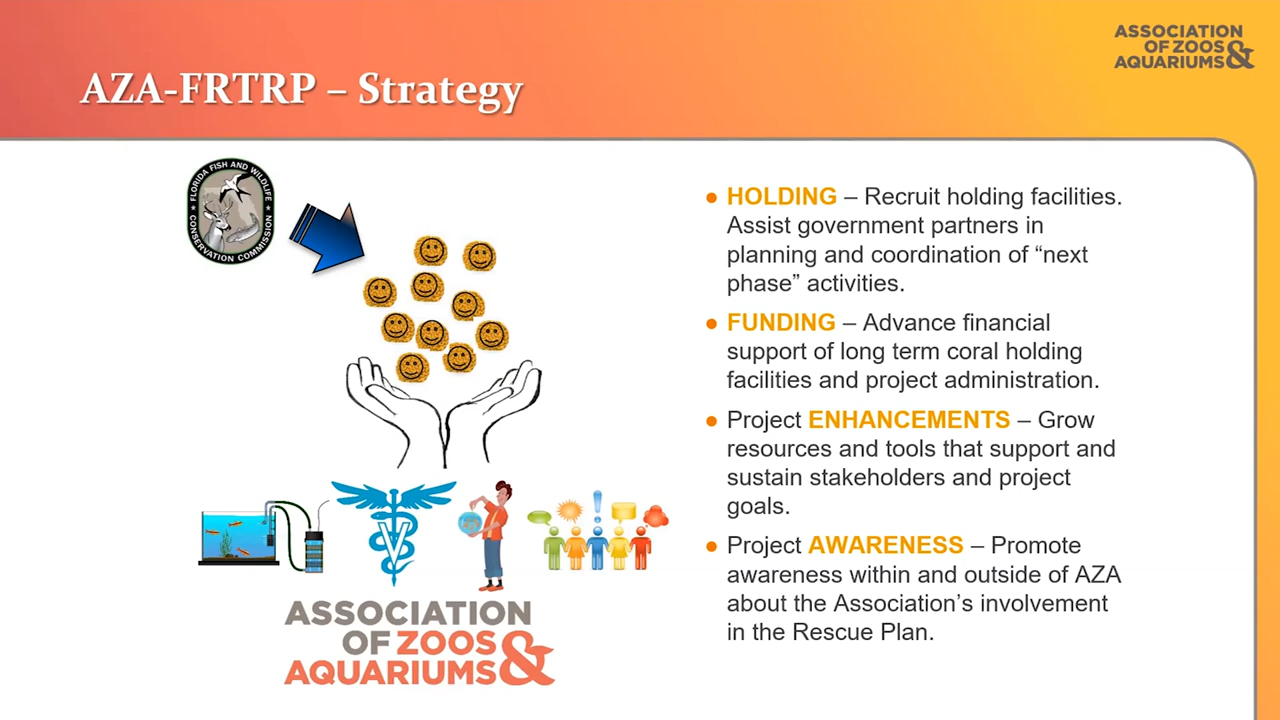 ASSOCIATION
OF ZOOS &
AQUARIUMS
AZA-FRTRP – Strategy
FLORIDA FISH AND WILDLIFE
CONSERVATION COMMISSION
● HOLDING – Recruit holding facilities.
Assist government partners in
planning and coordination of “next
phase” activities.
● FUNDING – Advance financial
support of long term coral holding
facilities and project administration.
● Project ENHANCEMENTS – Grow
resources and tools that support and
sustain stakeholders and project
goals.
● Project AWARENESS – Promote
awareness within and outside of AZA
about the Association’s involvement
in the Rescue Plan.
V
!
ASSOCIATION
OF ZOOS &
AQUARIUMS